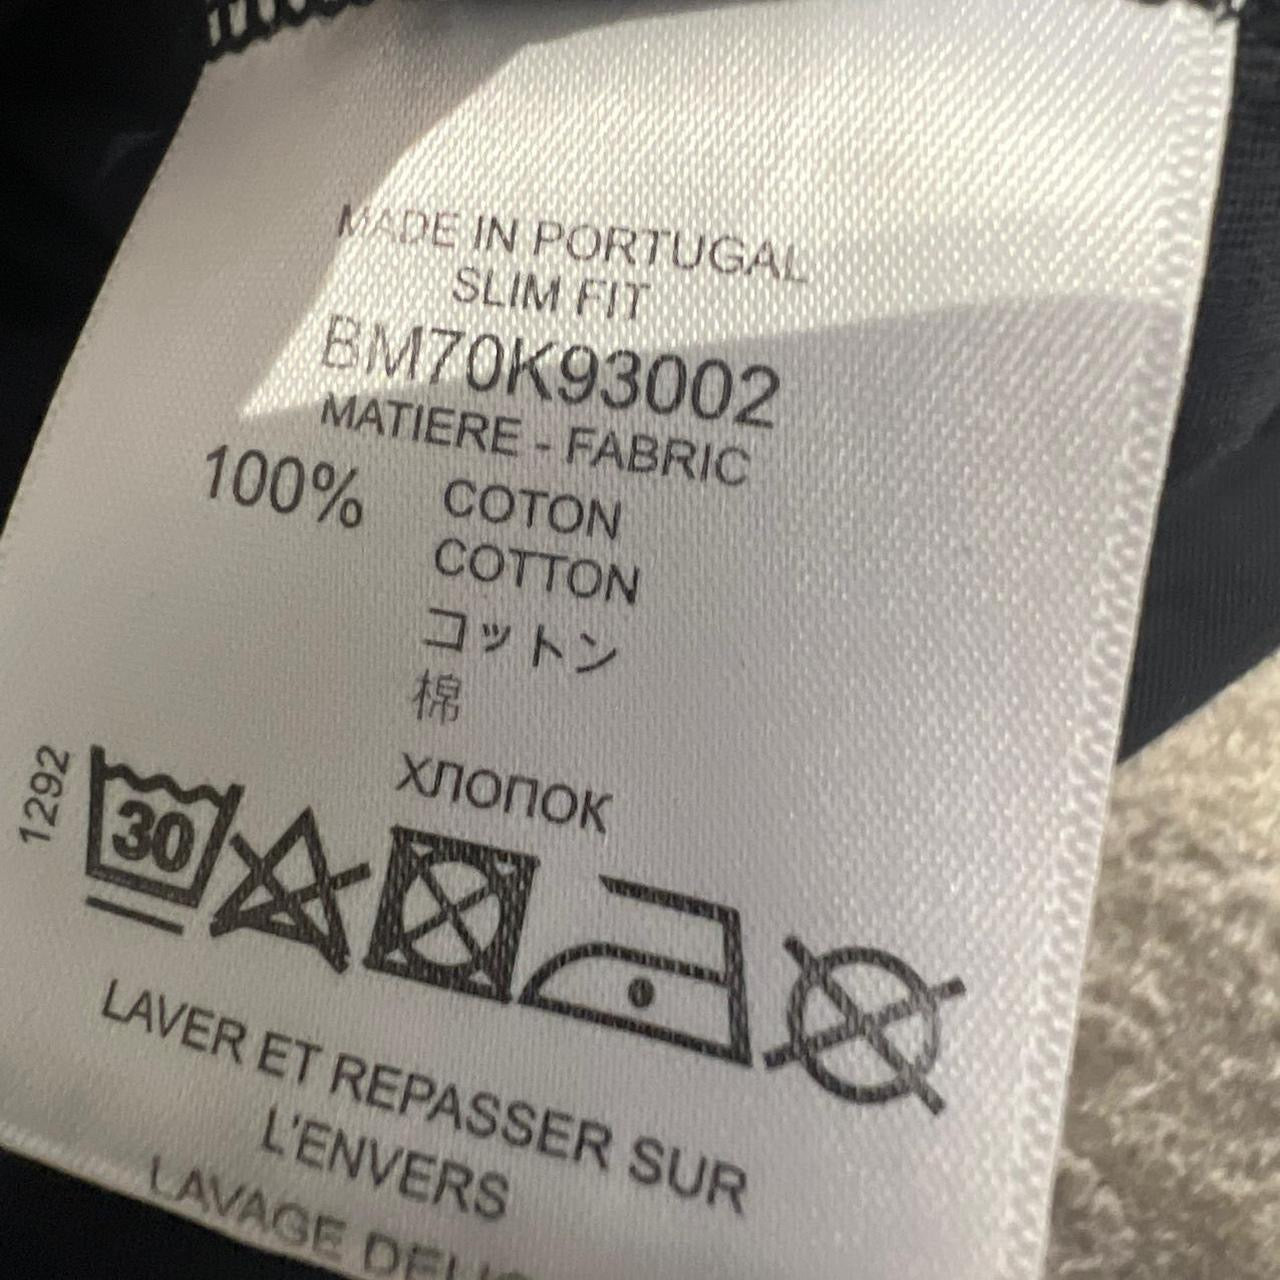 MADE IN PORTUGAL
SLIM FIT
BM70K93002
MATIERE - FABRIC
100% COTON
COTTON
コットン
棉
ХЛОПОК
1292
30
LAVER ET REPASSER SUR
L'ENVERS
LAVAGE